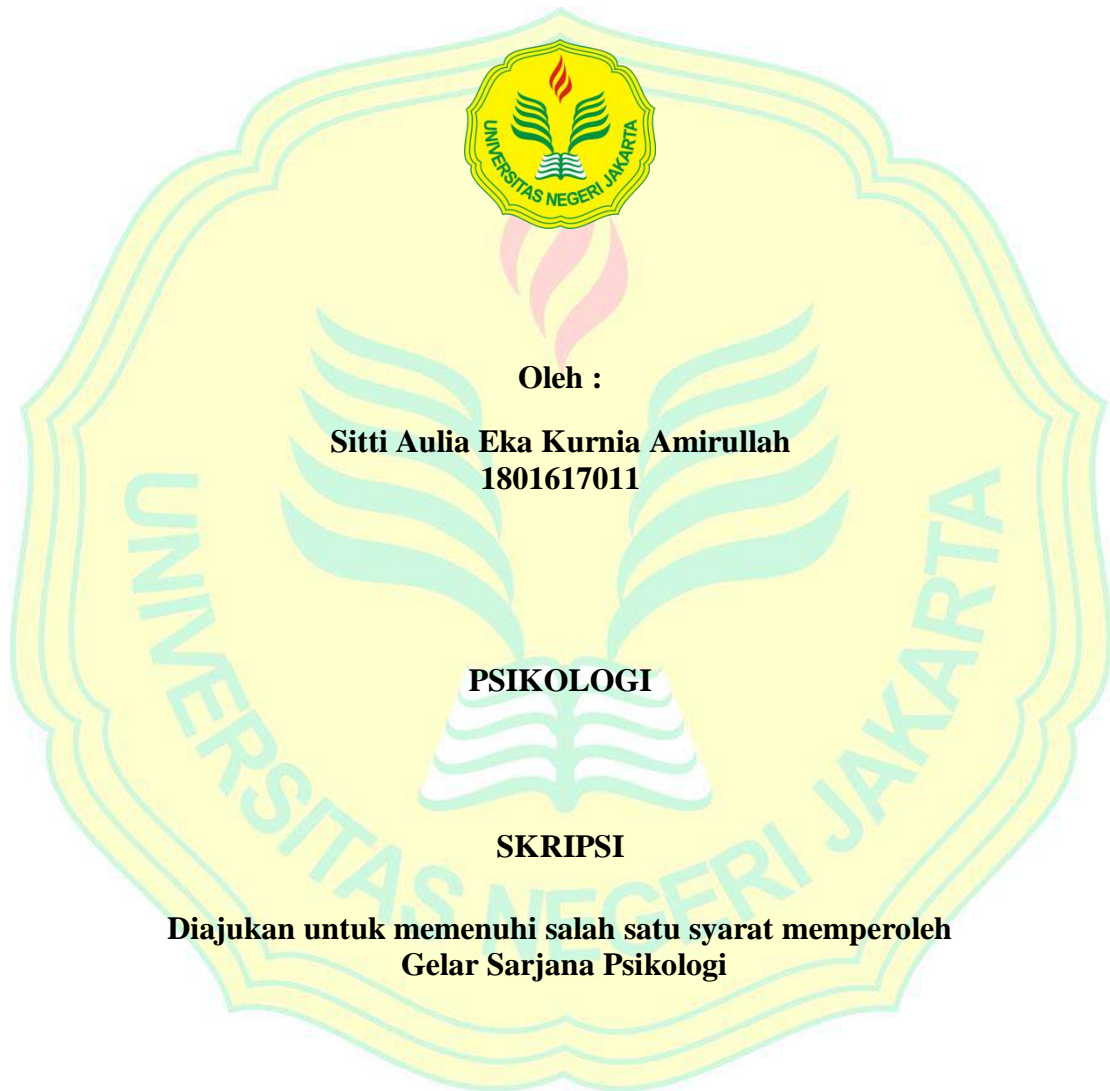 UNIVERSITAS NEGERI JAKARTA
Oleh :
Sitti Aulia Eka Kurnia Amirullah
1801617011
PSIKOLOGI
SKRIPSI
Diajukan untuk memenuhi salah satu syarat memperoleh
Gelar Sarjana Psikologi
UNIVERSITAS NEGERI JAKARTA